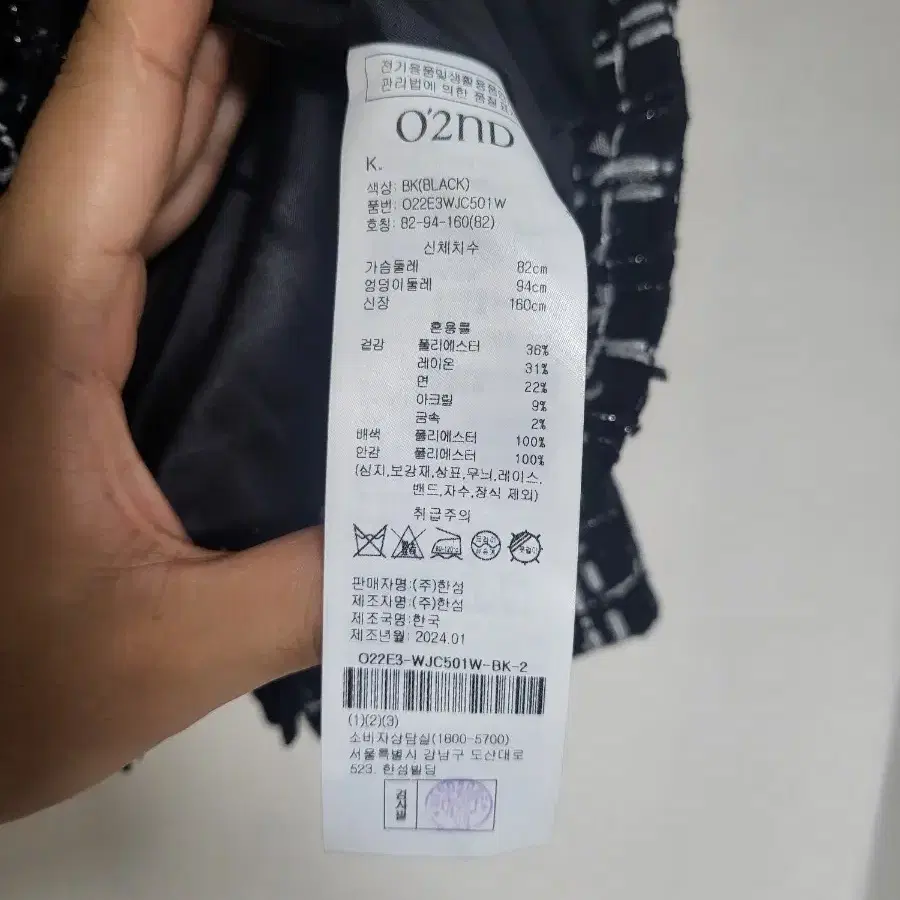 전기용품및생활용품
관리법에 의한 품질표
O'2ND
K.
색상: BK(BLACK)
품번: O22E3WJC501W
호칭: 82-94-160(82)
신체치수
가슴둘레 82cm
엉덩이둘레 94cm
신장 160cm
혼용률
겉감 폴리에스터 36%
레이온 31%
면 22%
아크릴 9%
금속 2%
배색 폴리에스터 100%
안감 폴리에스터 100%
(심지,보강재,상표,무늬,레이스,
밴드,자수,장식 제외)
취급주의
80~120℃ 드라이
판매자명:(주)한섬
제조자명:(주)한섬
제조국명:한국
제조년월: 2024.01
O22E3-WJC501W-BK-2
(1)(2)(3)
소비자상담실(1800-5700)
서울특별시 강남구 도산대로
523. 한섬빌딩
검사필